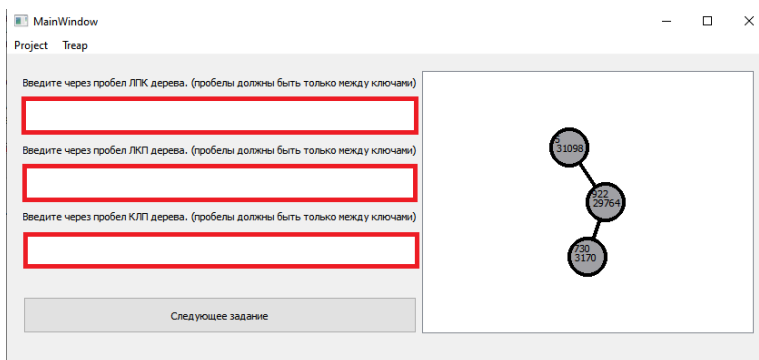 MainWindow
Project Treap
Введите через пробел ЛПК дерева. (пробелы должны быть только между ключами)
Введите через пробел ЛКП дерева. (пробелы должны быть только между ключами)
Введите через пробел КЛП дерева. (пробелы должны быть только между ключами)
Следующее задание
31098
922
29764
730
3170